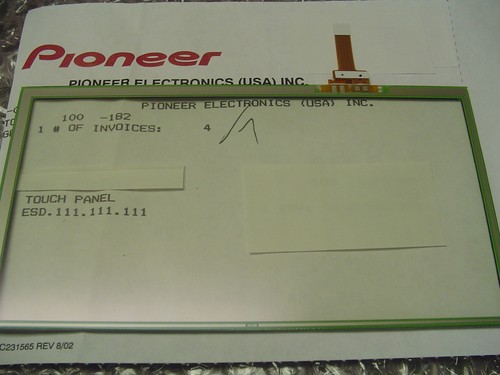 Pioneer
PIONEER ELECTRONICS (USA) INC.
PIONEER ELECTRONICS (USA) INC.
100 -182
1 # OF INVOICES: 4
TOUCH PANEL
ESD.111.111.111
C231565 REV 8/02